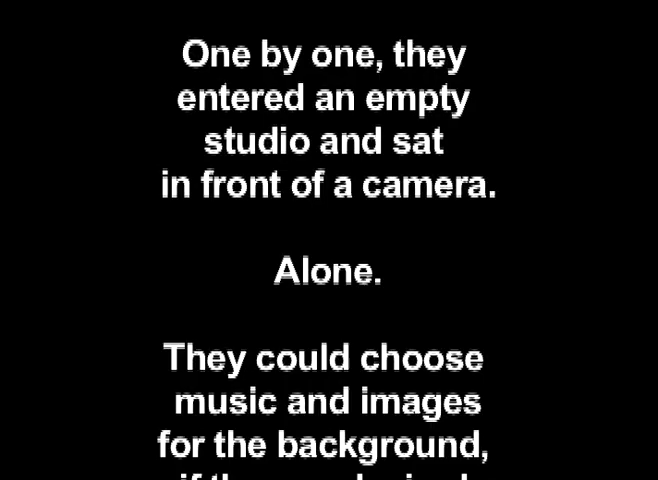 One by one, they
entered an empty
studio and sat
in front of a camera.
Alone.
They could choose
music and images
for the background,